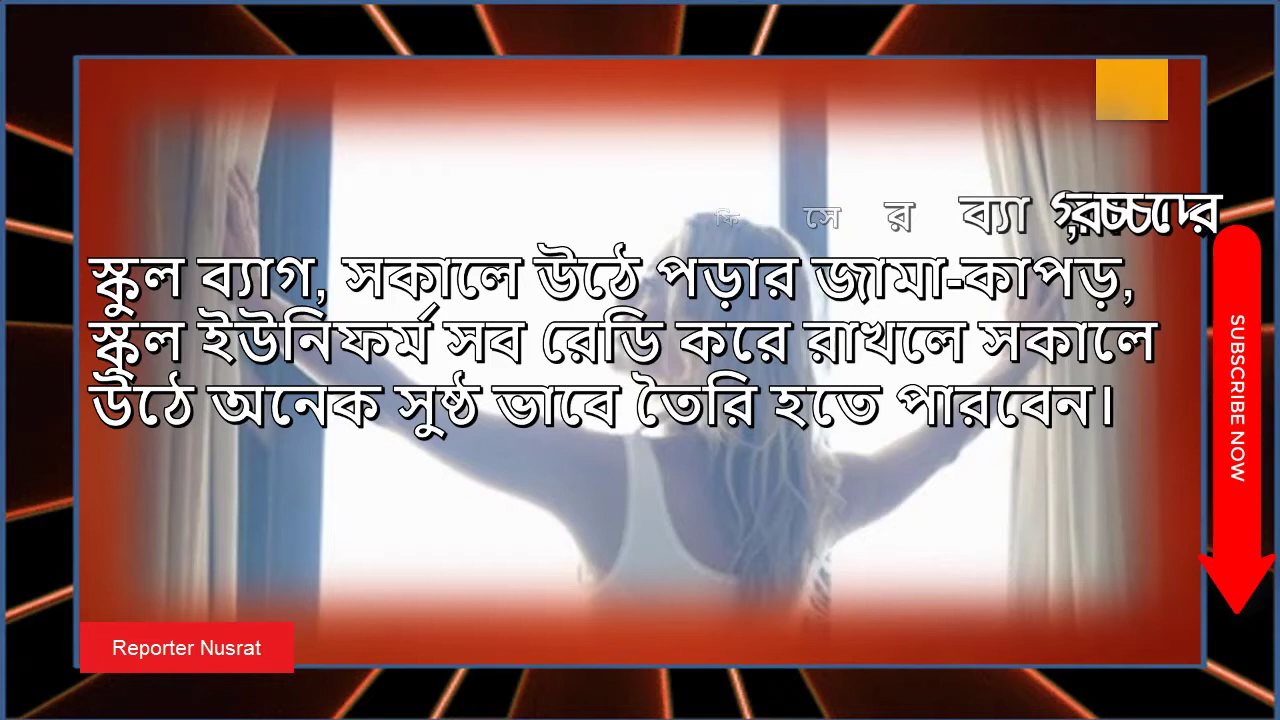 স্কুল ব্যাগ, সকালে উঠে পড়ার জামা-কাপড়,
স্কুল ইউনিফর্ম সব রেডি করে রাখলে সকালে
উঠে অনেক সুষ্ঠ ভাবে তৈরি হতে পারবেন।
SUBSCRIBE NOW
Reporter Nusrat